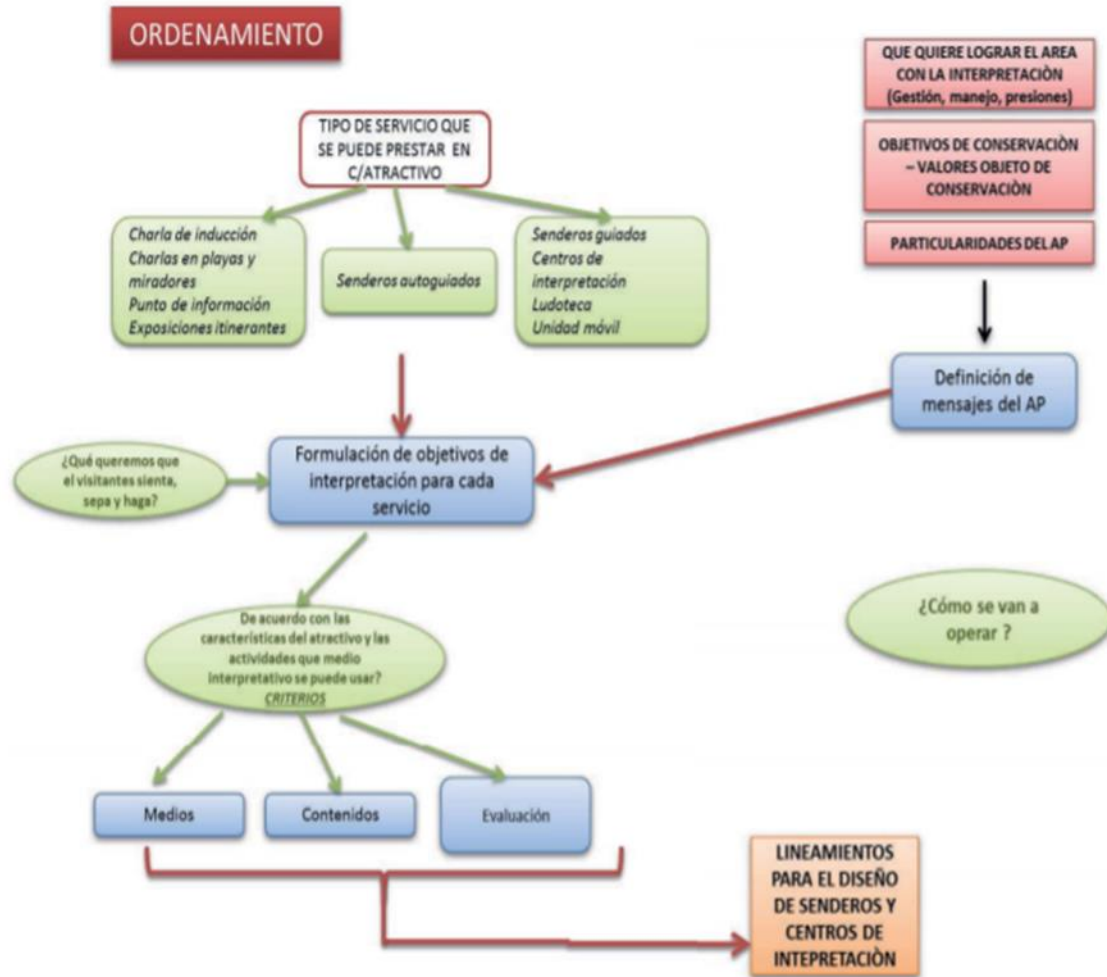 ORDENAMIENTO
QUE QUIERE LOGRAR EL AREA
CON LA INTERPRETACIÒN
(Gestión, manejo, presiones)
OBJETIVOS DE CONSERVACIÒN
– VALORES OBJETO DE
CONSERVACIÒN
PARTICULARIDADES DEL AP
TIPO DE SERVICIO QUE
SE PUEDE PRESTAR EN
C/ATRACTIVO
Charla de inducción
Charlas en playas y
miradores
Punto de información
Exposiciones itinerantes
Senderos autoguiados
Senderos guiados
Centros de
interpretación
Ludoteca
Unidad móvil
Definición de
mensajes del AP
¿Qué queremos que
el visitantes sienta,
sepa y haga?
Formulación de objetivos de
interpretación para cada
servicio
¿Cómo se van a
operar ?
De acuerdo con las
características del atractivo y las
actividades que medio
interpretativo se puede usar?
CRITERIOS
Medios
Contenidos
Evaluación
LINEAMIENTOS
PARA EL DISEÑO
DE SENDEROS Y
CENTROS DE
INTEPRETACIÒN